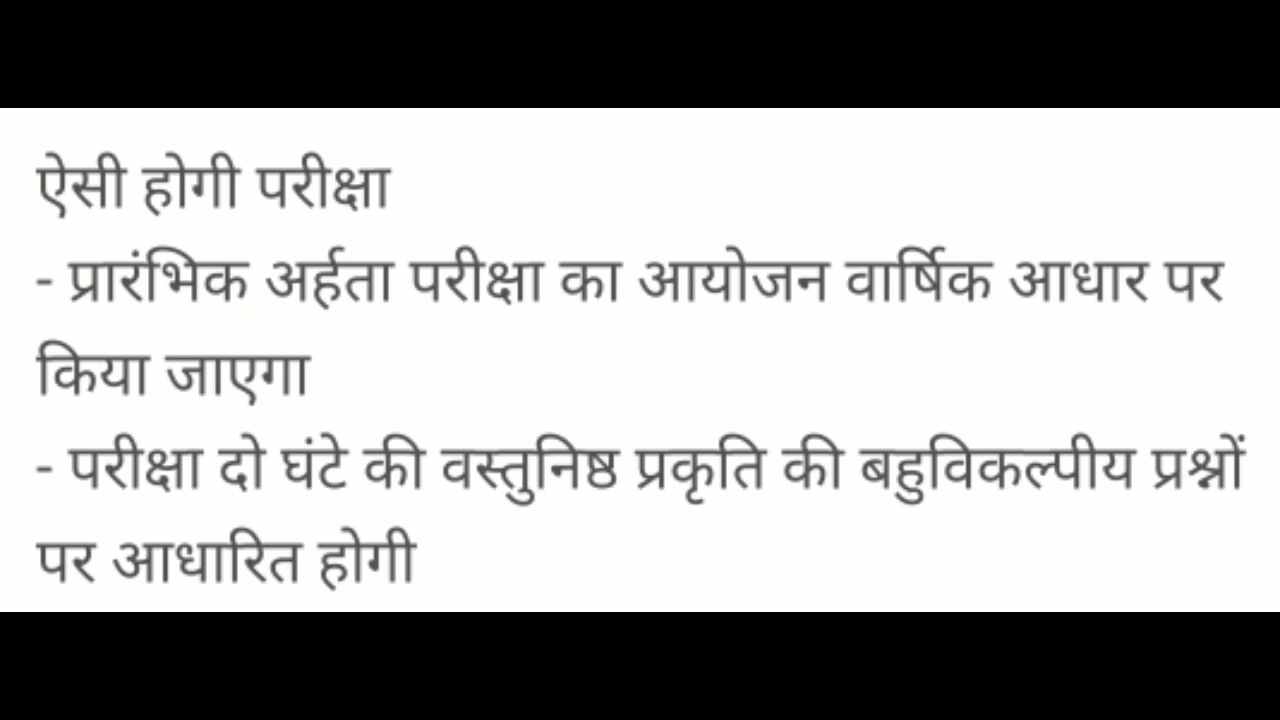 ऐसी होगी परीक्षा
- प्रारंभिक अर्हता परीक्षा का आयोजन वार्षिक आधार पर
किया जाएगा
- परीक्षा दो घंटे की वस्तुनिष्ठ प्रकृति की बहुविकल्पीय प्रश्नों
पर आधारित होगी